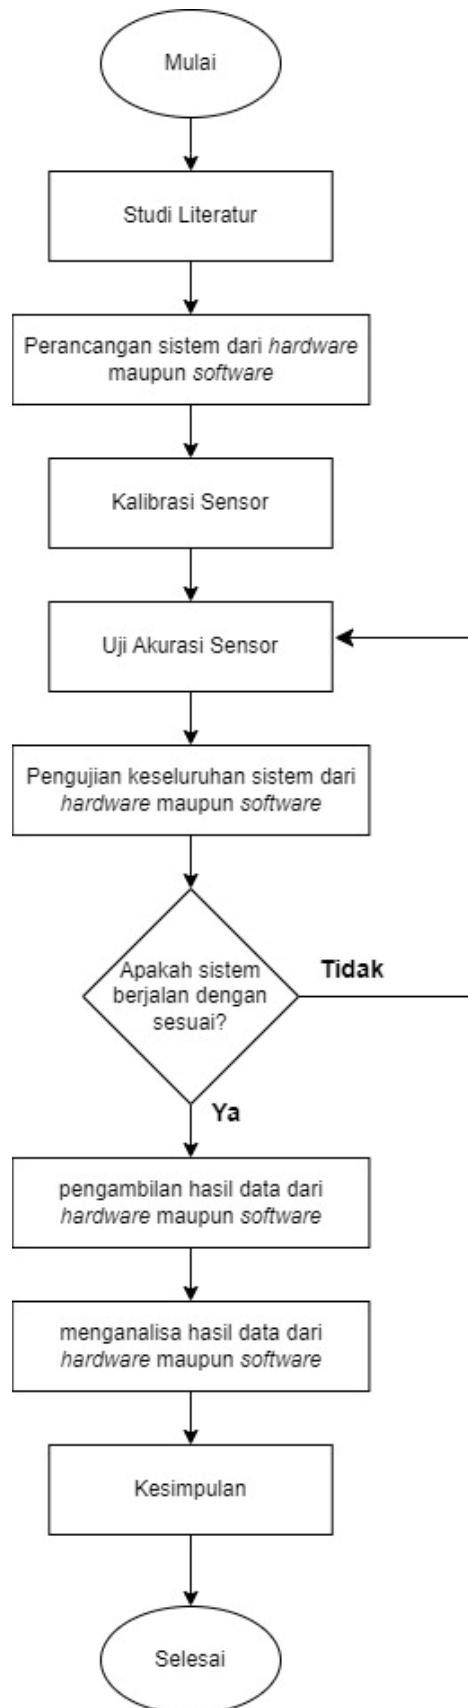 Mulai
Studi Literatur
Perancangan sistem dari hardware
maupun software
Kalibrasi Sensor
Uji Akurasi Sensor
Pengujian keseluruhan sistem dari
hardware maupun software
Apakah sistem
berjalan dengan
sesuai?
Tidak
Ya
pengambilan hasil data dari
hardware maupun software
menganalisa hasil data dari
hardware maupun software
Kesimpulan
Selesai